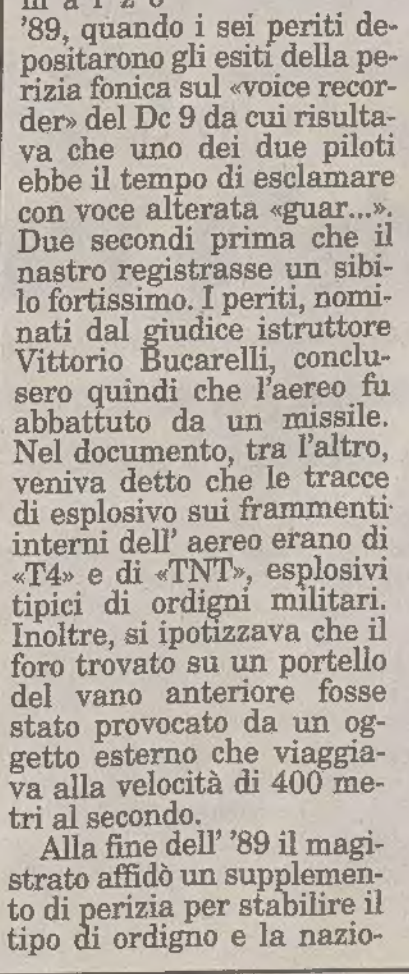 marzo
'89, quando i sei periti de-
positarono gli esiti della pe-
rizia fonica sul «voice recor-
der» del Dc 9 da cui risulta-
va che uno dei due piloti
ebbe il tempo di esclamare
con voce alterata «guar...».
Due secondi prima che il
nastro registrasse un sibi-
lo fortissimo. I periti, nomi-
nati dal giudice istruttore
Vittorio Bucarelli, conclu-
sero quindi che l'aereo fu
abbattuto da un missile.
Nel documento, tra l'altro,
veniva detto che le tracce
di esplosivo sui frammenti
interni dell' aereo erano di
«T4» e di «TNT», esplosivi
tipici di ordigni militari.
Inoltre, si ipotizzava che il
foro trovato su un portello
del vano anteriore fosse
stato provocato da un og-
getto esterno che viaggia-
va alla velocità di 400 me-
tri al secondo.
Alla fine dell' '89 il magi-
strato affidò un supplemen-
to di perizia per stabilire il
tipo di ordigno e la nazio-